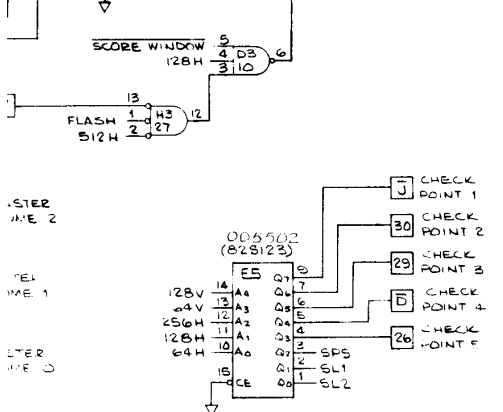 SCORE WINDOW 5
128H 4 D3 6
3 10
13
FLASH 1 H3 12
512H 2 27
J CHECK
POINT 1
30 CHECK
POINT 2
29 CHECK
POINT 3
D CHECK
POINT 4
26 CHECK
POINT 5
(82S123)
E5
128V 14 A4 Q7 9
64V 13 A3 Q6 7
256H 12 A2 Q5 6
128H 11 A1 Q4 5
64H 10 A0 Q3 4
Q2 3 SPS
Q1 2 SL1
15 CE Q0 1 SL2